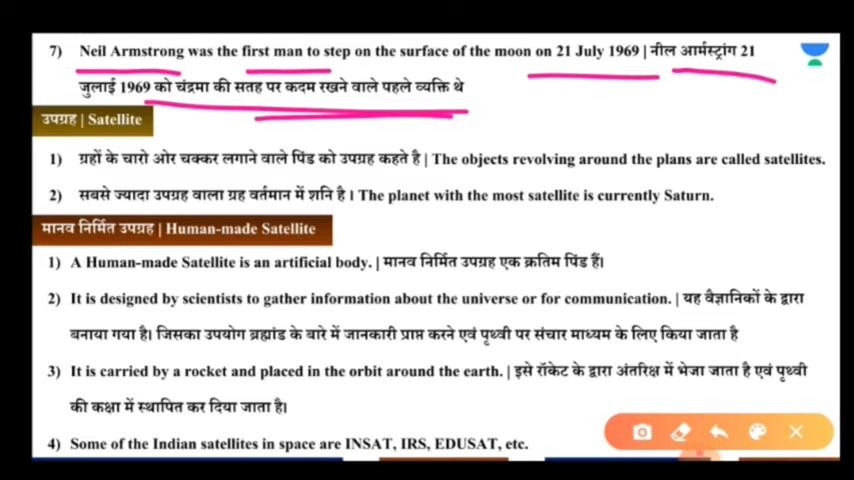 7) Neil Armstrong was the first man to step on the surface of the moon on 21 July 1969 | नील आर्मस्ट्रांग 21
जुलाई 1969 को चंद्रमा की सतह पर कदम रखने वाले पहले व्यक्ति थे
उपग्रह | Satellite
1) ग्रहों के चारो ओर चक्कर लगाने वाले पिंड को उपग्रह कहते है | The objects revolving around the plans are called satellites.
2) सबसे ज्यादा उपग्रह वाला ग्रह वर्तमान में शनि है। The planet with the most satellite is currently Saturn.
मानव निर्मित उपग्रह | Human-made Satellite
1) A Human-made Satellite is an artificial body. | मानव निर्मित उपग्रह एक क्रतिम पिंड हैं।
2) It is designed by scientists to gather information about the universe or for communication. | यह वैज्ञानिकों के द्वारा
बनाया गया है। जिसका उपयोग ब्रह्मांड के बारे में जानकारी प्राप्त करने एवं पृथ्वी पर संचार माध्यम के लिए किया जाता है
3) It is carried by a rocket and placed in the orbit around the earth. | इसे रॉकेट के द्वारा अंतरिक्ष में भेजा जाता है एवं पृथ्वी
की कक्षा में स्थापित कर दिया जाता है।
4) Some of the Indian satellites in space are INSAT, IRS, EDUSAT, etc.